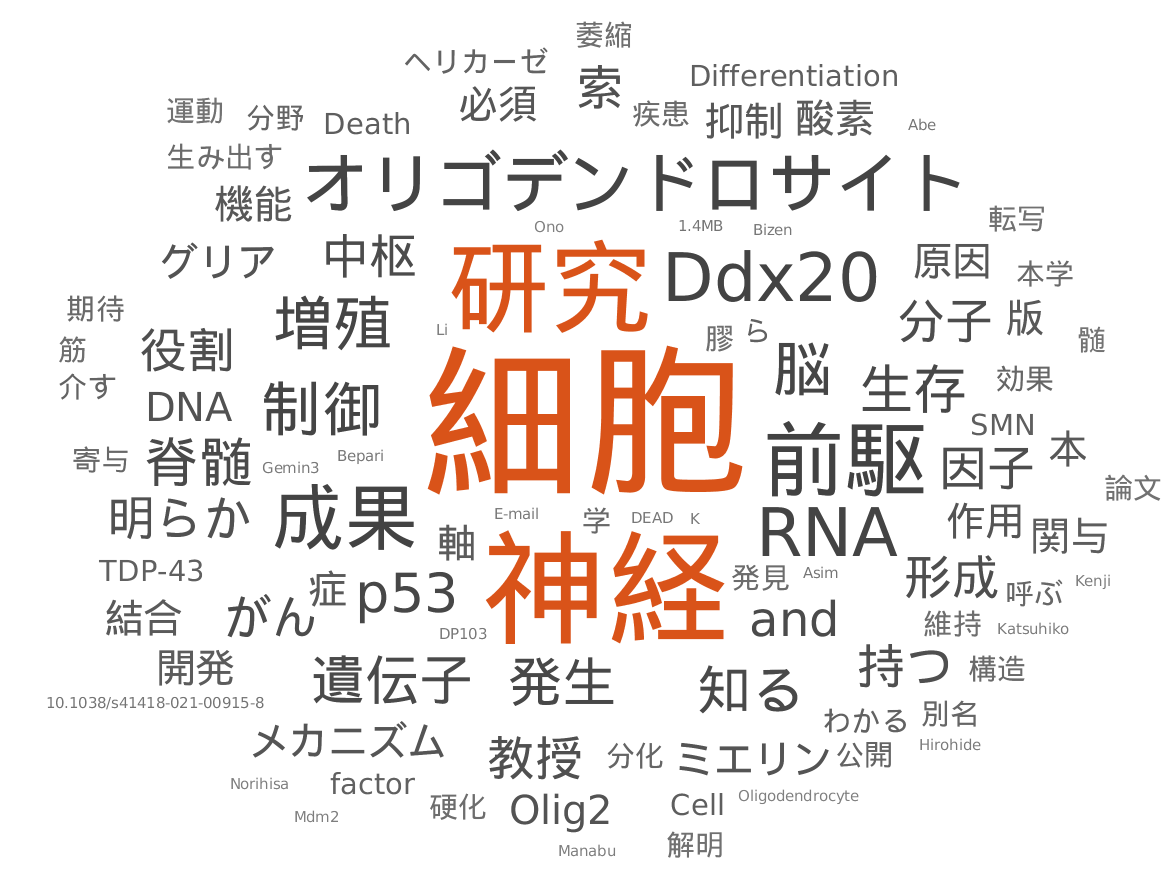 萎縮
ヘリカーゼ
Differentiation
索
必須
疾患
抑制
酸素
運動
分野
Death
Abe
生み出す
オリゴデンドロサイト
機能
転写
Ono
1.4MB
Bizen
グリア
中枢
研究
Ddx20
原因
本学
期待
増殖
Li
膠
ら
分子
版
髄
筋
役割
細胞
脳
生存
効果
介す
DNA
制御
前駆
SMN
本
寄与
脊髄
Gemin3
Bepari
因子
論文
明らか
成果
E-mail
学
DEAD
K
RNA
作用
関与
軸
神経
TDP-43
症
p53
発見
Asim
形成
呼ぶ
Kenji
結合
がん
DP103
and
維持
Katsuhiko
開発
遺伝子
発生
知る
持つ
構造
10.1038/s41418-021-00915-8
わかる
別名
メカニズム
教授
分化
ミエリン
公開
Hirohide
Norihisa
factor
硬化
Olig2
Cell
Oligodendrocyte
Mdm2
Manabu
解明